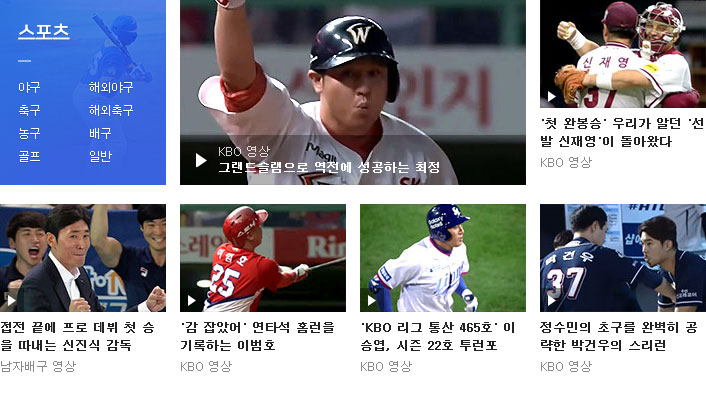 스포츠
야구 해외야구
축구 해외축구
농구 배구
골프 일반
W
KBO 영상
그랜드슬램으로 역전에 성공하는 최정
신재영
'첫 완봉승' 우리가 알던 '선
발 신재영'이 돌아왔다
KBO 영상
접전 끝에 프로 데뷔 첫 승
을 따내는 신진식 감독
남자배구 영상
25
'감 잡았어' 연타석 홈런을
기록하는 이범호
KBO 영상
'KBO 리그 통산 465호' 이
승엽, 시즌 22호 투런포
KBO 영상
박건우
37
정수민의 초구를 완벽히 공
략한 박건우의 스리런
KBO 영상